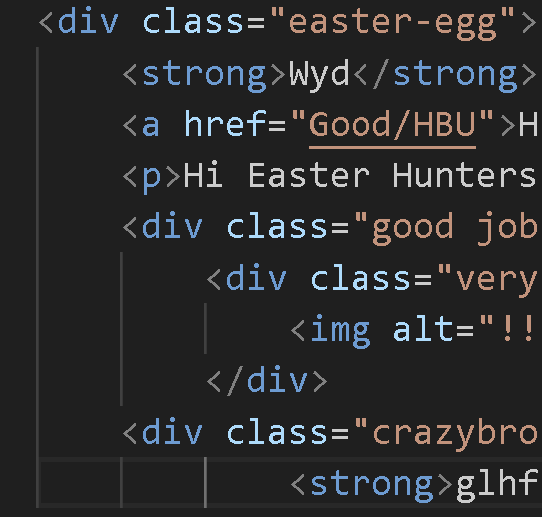 <div class="easter-egg">
<strong>Wyd</strong>
<a href="Good/HBU">H
<p>Hi Easter Hunters
<div class="good job
<div class="very
<img alt="!!
</div>
<div class="crazybro
<strong>glhf